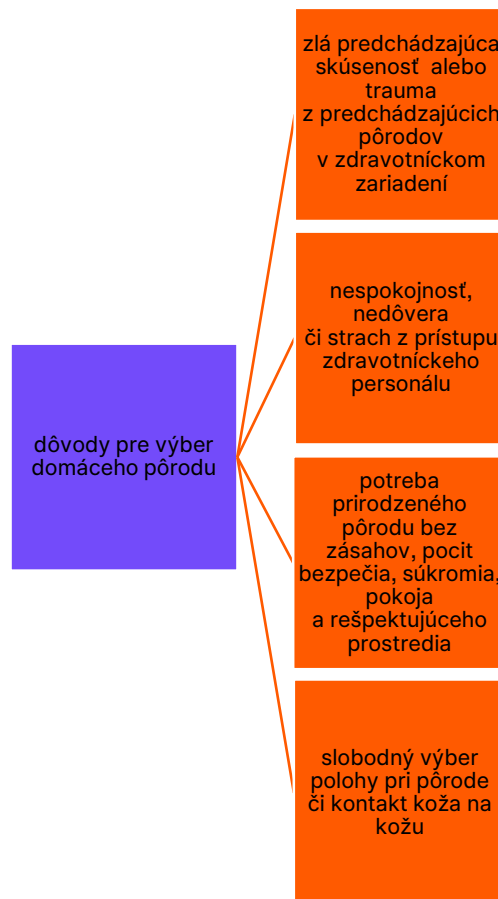 dôvody pre výber
domáceho pôrodu
zlá predchádzajúca
skúsenosť alebo
trauma
z predchádzajúcich
pôrodov
v zdravotníckom
zariadení
nespokojnosť,
nedôvera
či strach z prístupu
zdravotníckeho
personálu
potreba
prirodzeného
pôrodu bez
zásahov, pocit
bezpečia, súkromia,
pokoja
a rešpektujúceho
prostredia
slobodný výber
polohy pri pôrode
či kontakt koža na
kožu